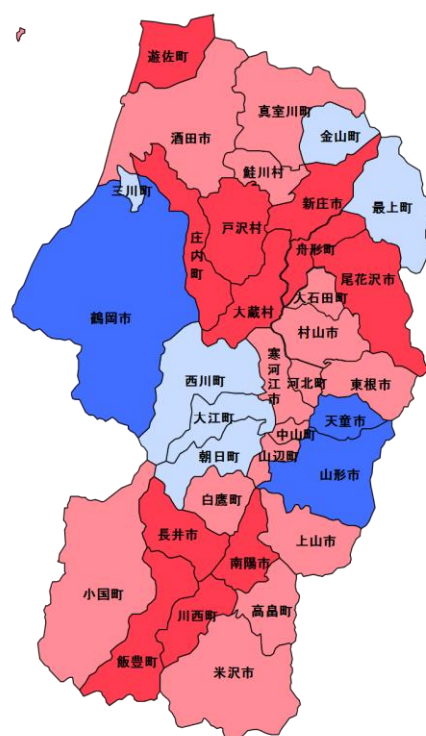 遊佐町
真室川町
酒田市
金山町
鮭川村
三川町
新庄市
最上町
戸沢村
庄内町
舟形町
尾花沢市
大石田町
大蔵村
鶴岡市
村山市
寒河江市
西川町
河北町
東根市
大江町
天童市
中山町
朝日町
山辺町
山形市
白鷹町
長井市
上山市
南陽市
小国町
川西町
高畠町
飯豊町
米沢市